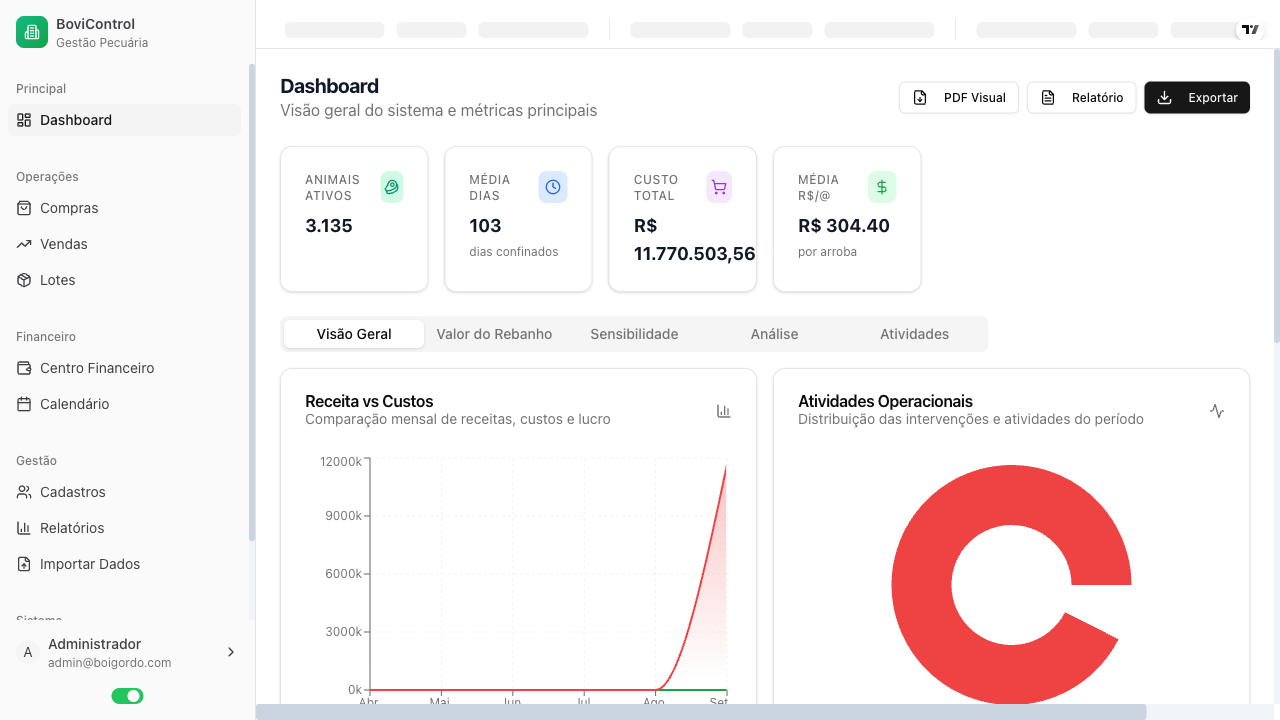 BoviControl
Gestão Pecuária
Principal
Dashboard
Operações
Compras
Vendas
Lotes
Financeiro
Centro Financeiro
Calendário
Gestão
Cadastros
Relatórios
Importar Dados
Sistema
A
Administrador
admin@boigordo.com
Dashboard
Visão geral do sistema e métricas principais
PDF Visual
Relatório
Exportar
ANIMAIS
ATIVOS
3.135
MÉDIA
DIAS
103
dias confinados
CUSTO
TOTAL
R$
11.770.503,56
MÉDIA
R$/@
R$ 304.40
por arroba
Visão Geral
Valor do Rebanho
Sensibilidade
Análise
Atividades
Receita vs Custos
Comparação mensal de receitas, custos e lucro
12000k
9000k
6000k
3000k
0k
Abr Mai Jun Jul Ago Set
Atividades Operacionais
Distribuição das intervenções e atividades do período